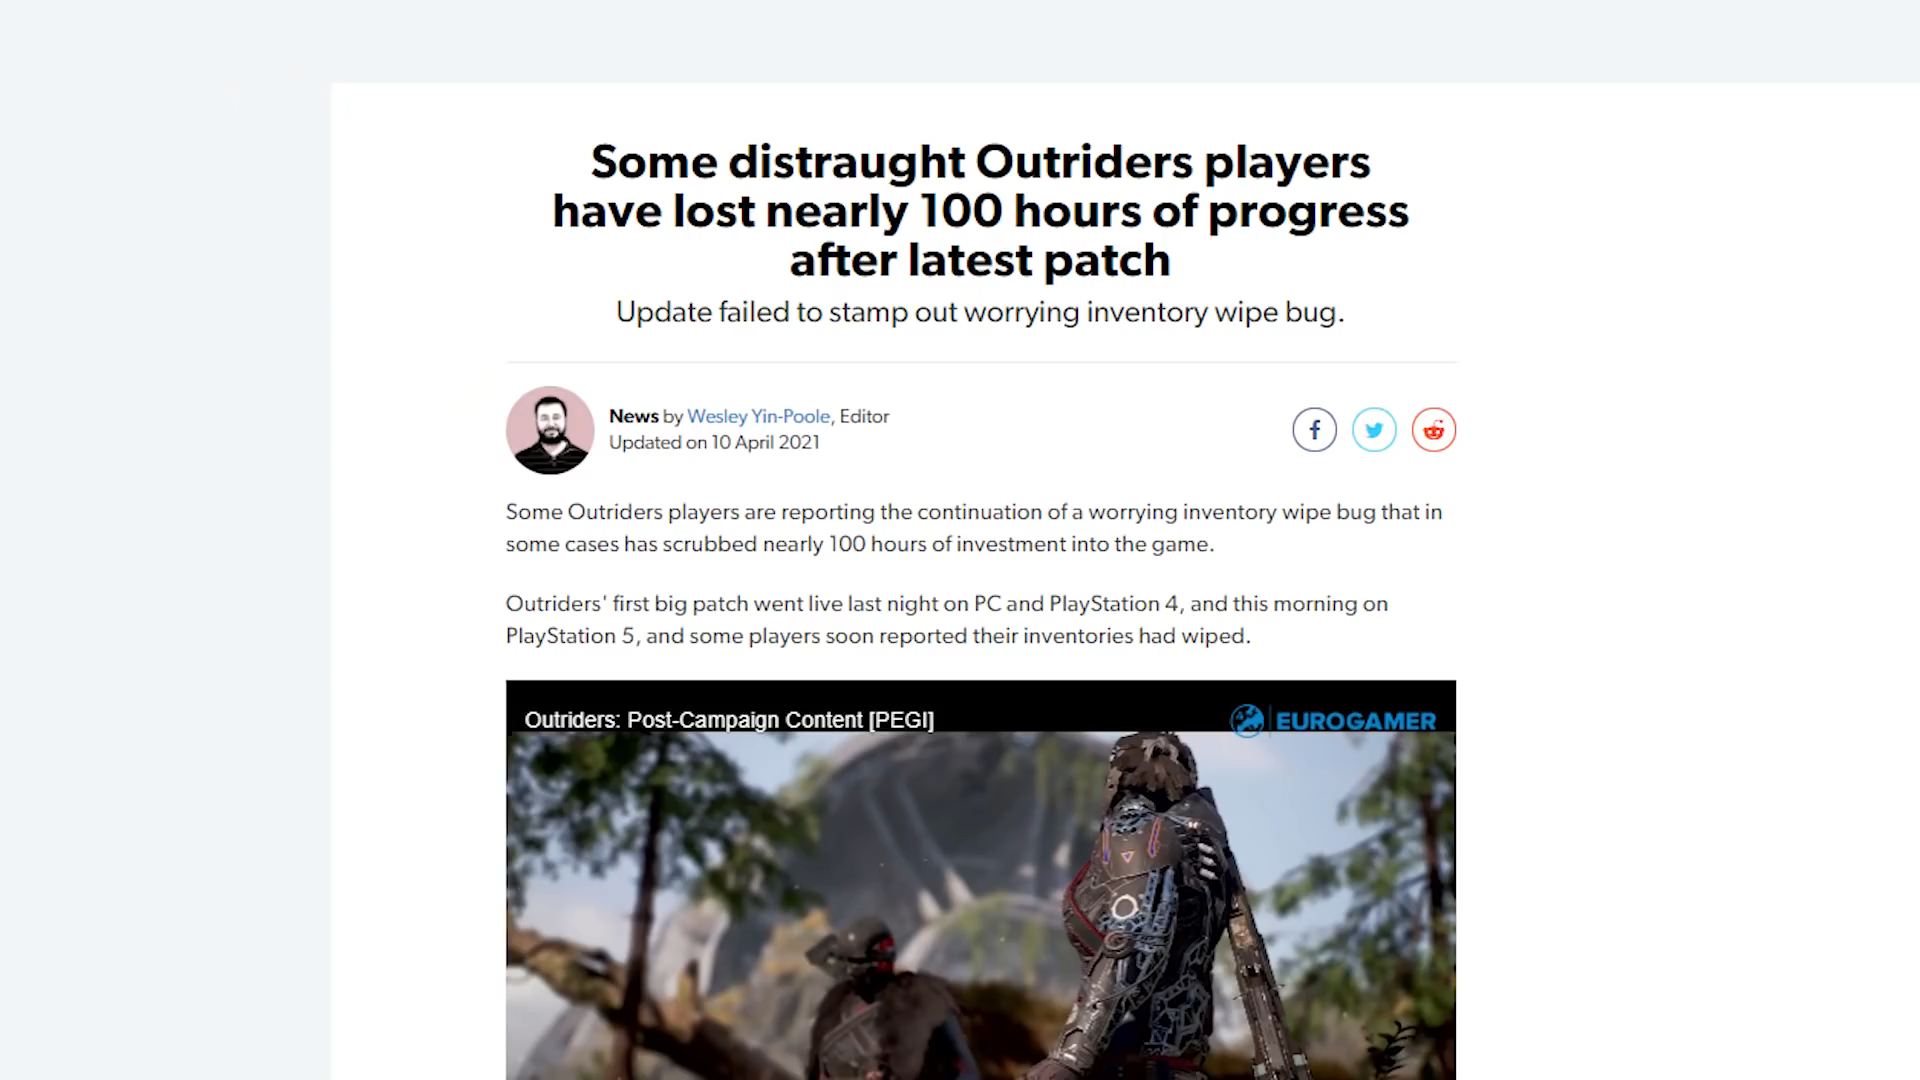 Some distraught Outriders players
have lost nearly 100 hours of progress
after latest patch
Update failed to stamp out worrying inventory wipe bug.
News by Wesley Yin-Poole, Editor
Updated on 10 April 2021
Some Outriders players are reporting the continuation of a worrying inventory wipe bug that in
some cases has scrubbed nearly 100 hours of investment into the game.
Outriders' first big patch went live last night on PC and PlayStation 4, and this morning on
PlayStation 5, and some players soon reported their inventories had wiped.
Outriders: Post-Campaign Content [PEGI]
EUROGAMER